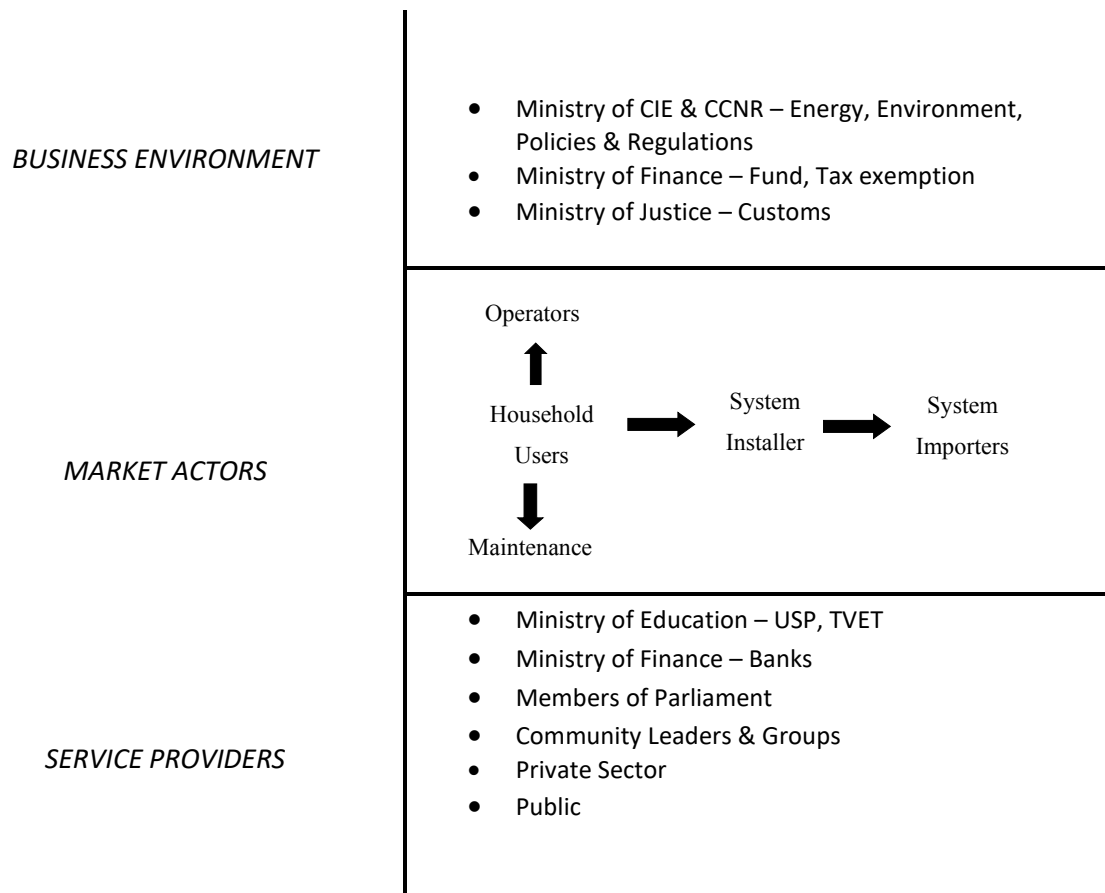 BUSINESS ENVIRONMENT
• Ministry of CIE & CCNR – Energy, Environment,
Policies & Regulations
• Ministry of Finance – Fund, Tax exemption
• Ministry of Justice – Customs
MARKET ACTORS
Operators
Household
Users
Maintenance
System
Installer
System
Importers
SERVICE PROVIDERS
• Ministry of Education – USP, TVET
• Ministry of Finance – Banks
• Members of Parliament
• Community Leaders & Groups
• Private Sector
• Public